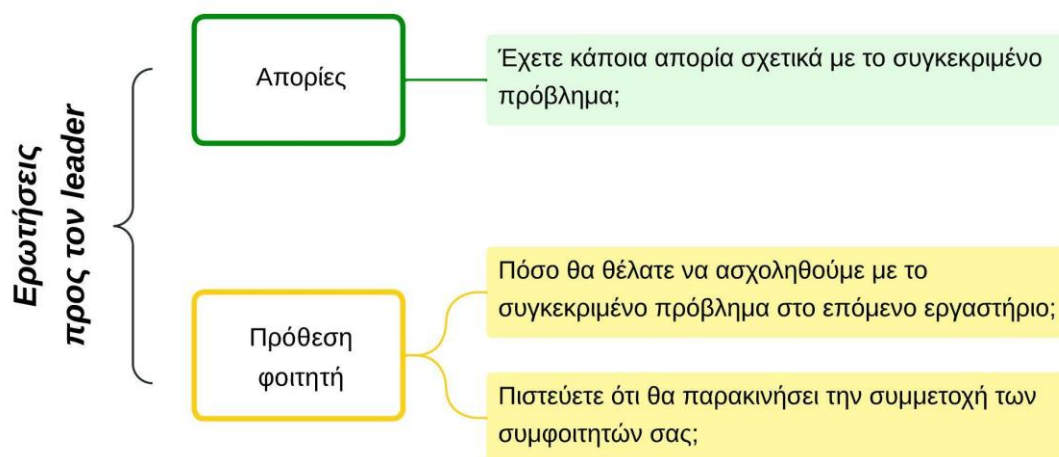 Ερωτήσεις
προς τον leader
Απορίες
Έχετε κάποια απορία σχετικά με το συγκεκριμένο
πρόβλημα;
Πρόθεση
φοιτητή
Πόσο θα θέλατε να ασχοληθούμε με το
συγκεκριμένο πρόβλημα στο επόμενο εργαστήριο;
Πιστεύετε ότι θα παρακινήσει την συμμετοχή των
συμφοιτητών σας;